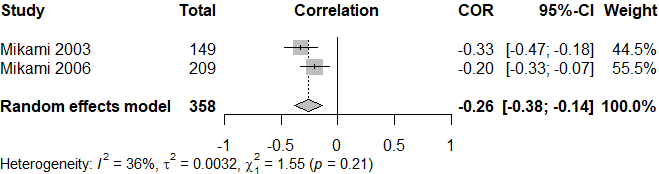 Study Total Correlation COR 95%-CI Weight
Mikami 2003 149 -0.33 [-0.47; -0.18] 44.5%
Mikami 2006 209 -0.20 [-0.33; -0.07] 55.5%
Random effects model 358 -0.26 [-0.38; -0.14] 100.0%
-1 -0.5 0 0.5 1
Heterogeneity: I² = 36%, τ² = 0.0032, χ²₁ = 1.55 (p = 0.21)